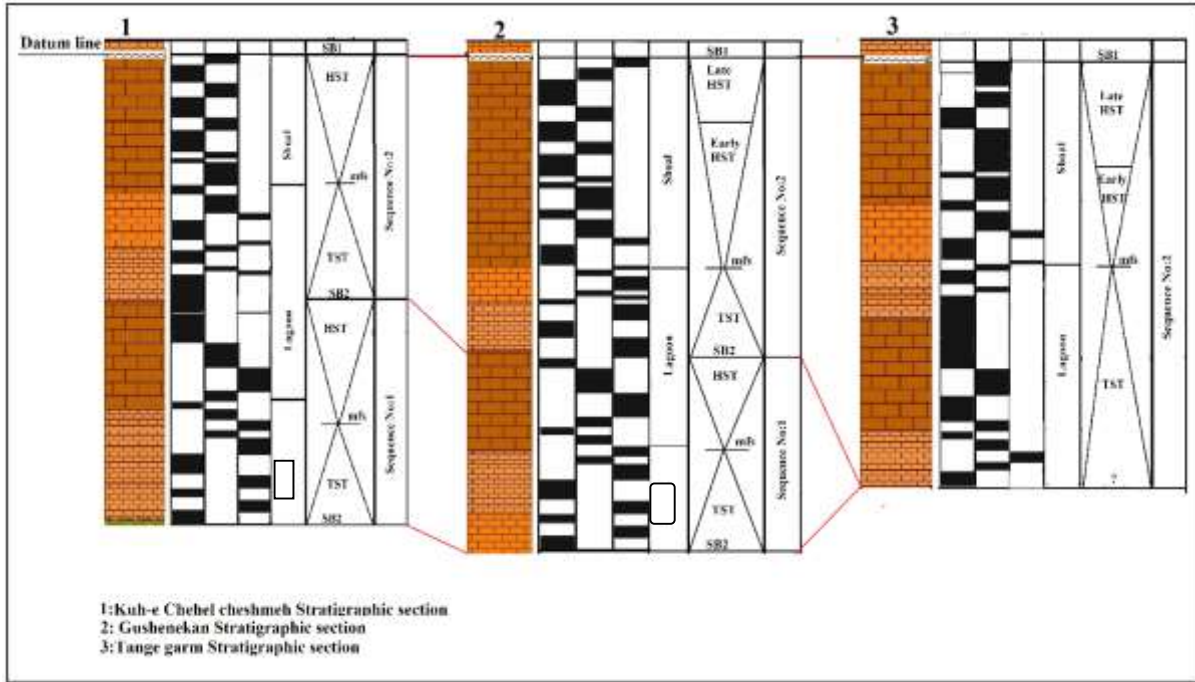 1
2
3
Datum line
SB1
HST
Shoal
mfs
Sequence No:2
TST
SB2
HST
Lagoon
mfs
Sequence No:1
TST
SB2
SB1
Late
HST
Early
HST
Shoal
Sequence No:2
mfs
TST
SB2
Lagoon
HST
mfs
Sequence No:1
TST
SB2
SB1
Late
HST
Shoal
Early
HST
mfs
Sequence No:2
Lagoon
TST
?
1:Kuh-e Chehel cheshmeh Stratigraphic section
2: Gushenekan Stratigraphic section
3:Tange garm Stratigraphic section